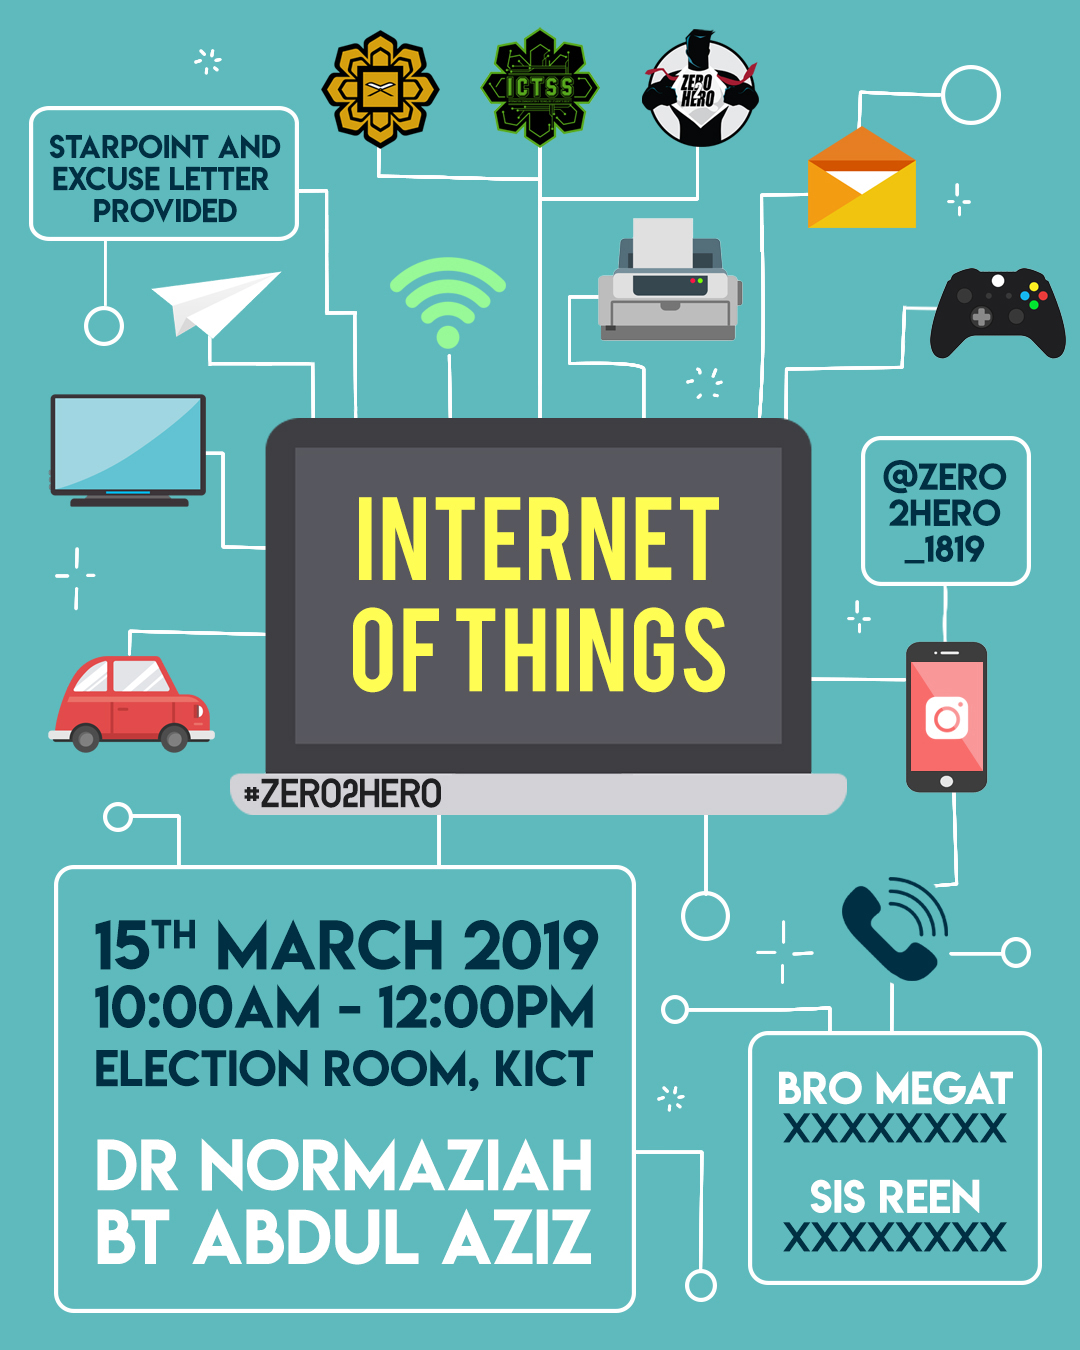 ICTSS
ZERO
HERO
STARPOINT AND
EXCUSE LETTER
PROVIDED
@ZERO
2HERO
_1819
INTERNET
OF THINGS
#ZERO2HERO
15TH MARCH 2019
10:00AM - 12:00PM
ELECTION ROOM, KICT
DR NORMAZIAH
BT ABDUL AZIZ
BRO MEGAT
XXXXXXXX
SIS REEN
XXXXXXXX